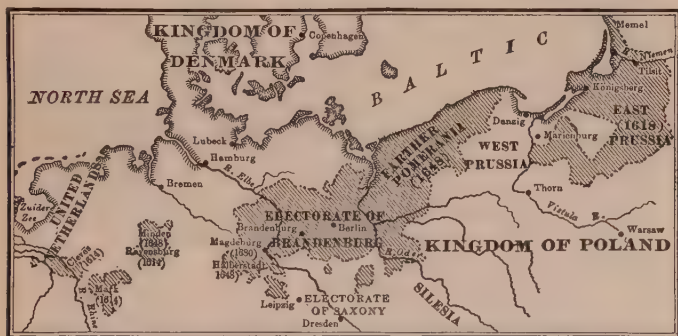 KINGDOM OF
DENMARK
Copenhagen
Memel
R. Niemen
Tilsit
NORTH SEA
BALTIC
Königsberg
EAST
(1618)
PRUSSIA
Danzig
Marienburg
WEST
PRUSSIA
FARTHER
POMERANIA
(1648)
Lubeck
Hamburg
R. Elbe
Bremen
UNITED
NETHERLANDS
Zuider
Zee
Thorn
Vistula R.
Warsaw
ELECTORATE OF
BRANDENBURG
Brandenburg
Berlin
KINGDOM OF POLAND
Minden
(1648)
Ravensburg
(1614)
Magdeburg
(1680)
Halberstadt
(1648)
Cleves
(1614)
Mark
(1614)
R. Rhine
R. Oder
SILESIA
Leipzig
ELECTORATE
OF SAXONY
Dresden